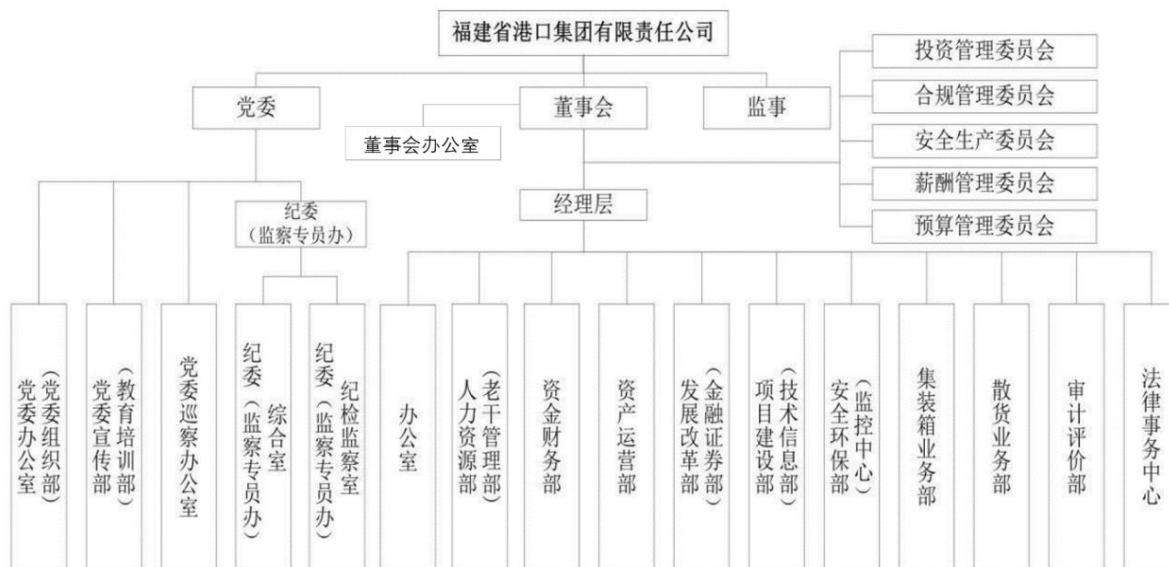 福建省港口集团有限责任公司
党委
董事会
监事
董事会办公室
投资管理委员会
合规管理委员会
安全生产委员会
薪酬管理委员会
预算管理委员会
经理层
纪委
（监察专员办）
党委办公室
（党委组织部）
党委宣传部
（教育培训部）
党委巡察办公室
纪委（监察专员办）
综合室
纪委（监察专员办）
纪检监察室
办公室
人力资源部
（老干管理部）
资金财务部
资产运营部
发展改革部
（金融证券部）
项目建设部
（技术信息部）
安全环保部
（监控中心）
集装箱业务部
散货业务部
审计评价部
法律事务中心